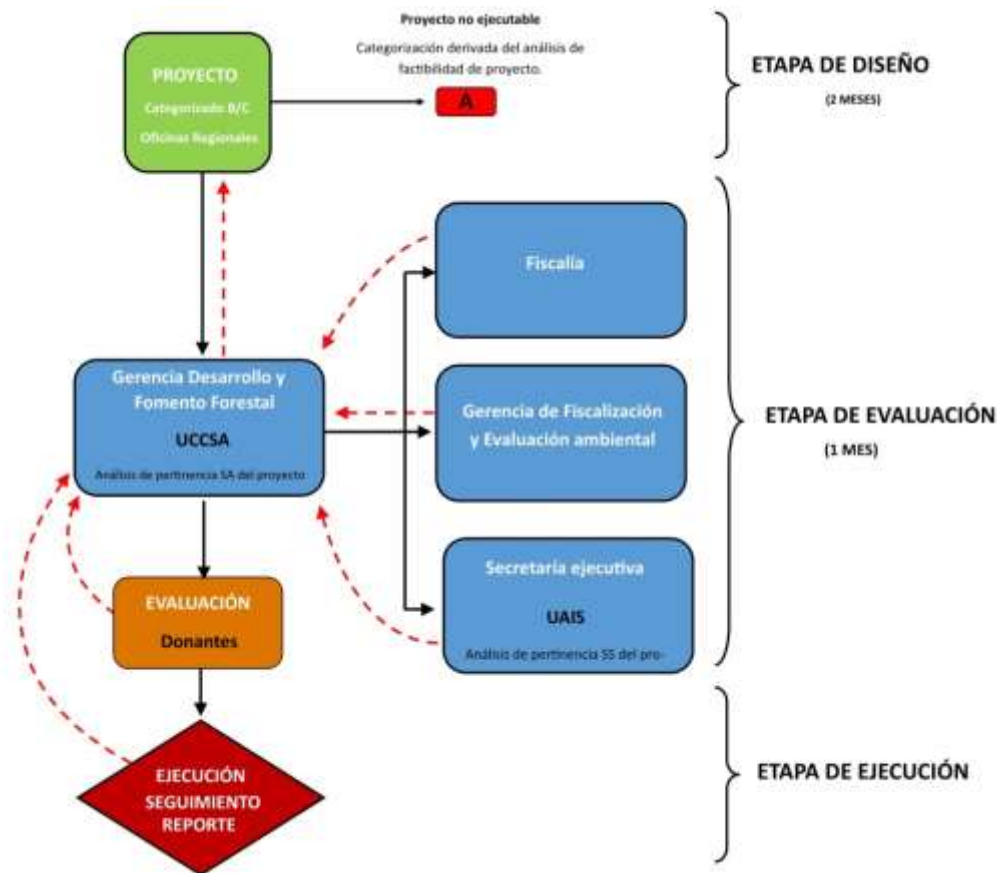 Proyecto no ejecutable
Categorización derivada del análisis de
factibilidad de proyecto.
A
PROYECTO
Categorizado B/C
Oficinas Regionales
ETAPA DE DISEÑO
(2 MESES)
Fiscalía
Gerencia Desarrollo y
Fomento Forestal
UCCSA
Análisis de pertinencia SA del proyecto
Gerencia de Fiscalización
y Evaluación ambiental
ETAPA DE EVALUACIÓN
(1 MES)
Secretaría ejecutiva
UAIS
Análisis de pertinencia SS del pro-
EVALUACIÓN
Donantes
EJECUCIÓN
SEGUIMIENTO
REPORTE
ETAPA DE EJECUCIÓN